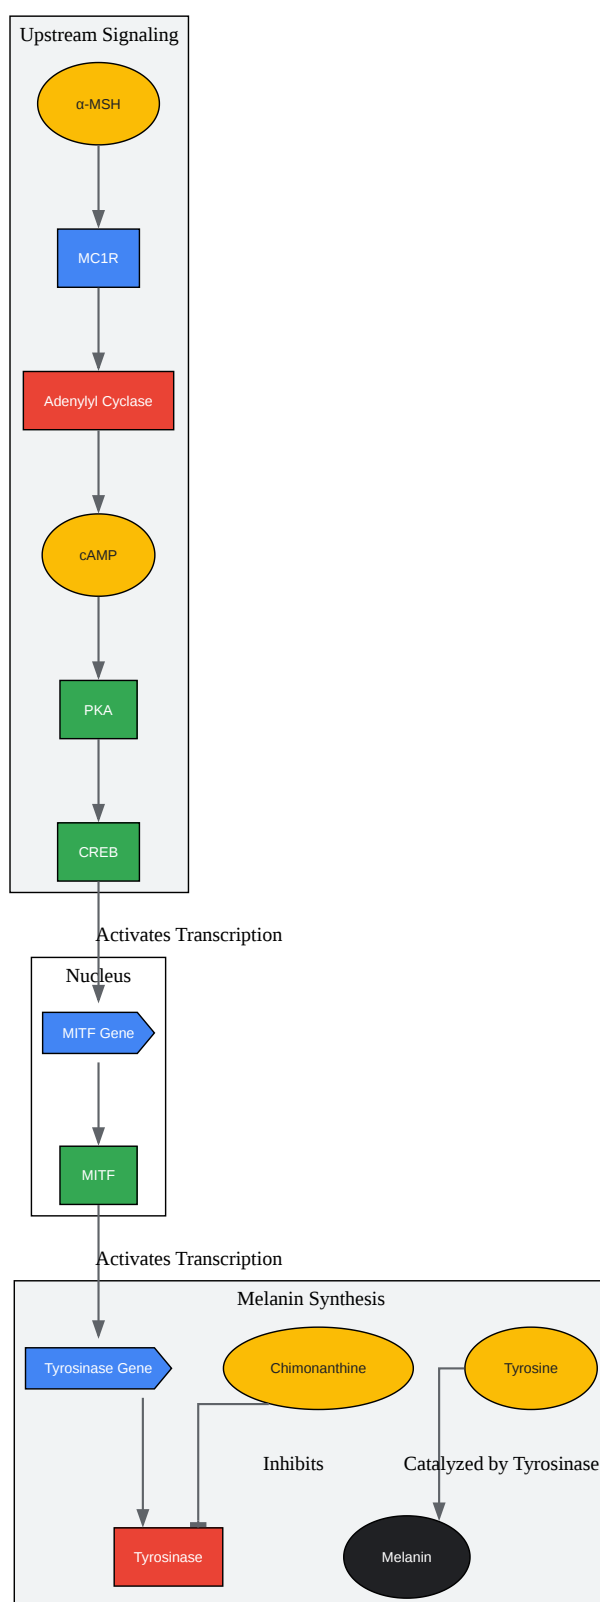 Upstream Signaling
α-MSH
MC1R
Adenylyl Cyclase
cAMP
PKA
CREB
Activates Transcription
Nucleus
MITF Gene
MITF
Activates Transcription
Melanin Synthesis
Tyrosinase Gene
Chimonanthine
Tyrosine
Inhibits
Catalyzed by Tyrosinase
Tyrosinase
Melanin